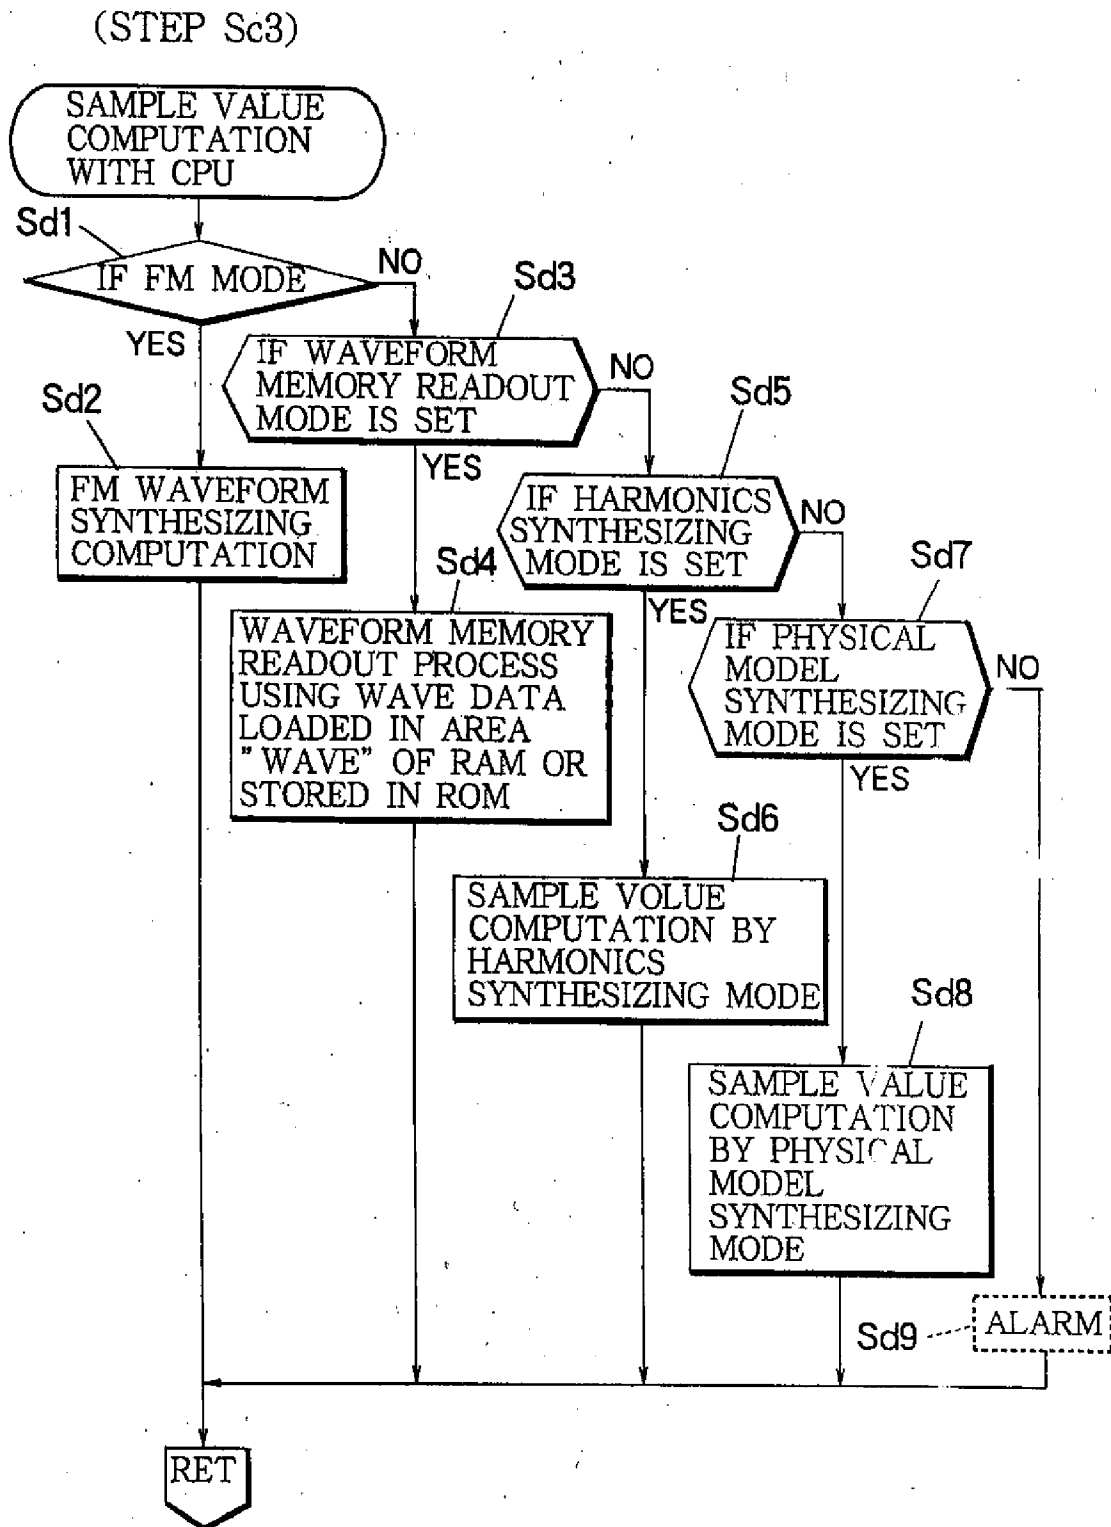 (STEP Sc3)
SAMPLE VALUE
COMPUTATION
WITH CPU
Sd1
IF FM MODE
NO
YES
Sd3
IF WAVEFORM
MEMORY READOUT
MODE IS SET
NO
YES
Sd2
FM WAVEFORM
SYNTHESIZING
COMPUTATION
Sd5
IF HARMONICS
SYNTHESIZING
MODE IS SET
NO
YES
Sd4
WAVEFORM MEMORY
READOUT PROCESS
USING WAVE DATA
LOADED IN AREA
"WAVE" OF RAM OR
STORED IN ROM
Sd7
IF PHYSICAL
MODEL
SYNTHESIZING
MODE IS SET
NO
YES
Sd6
SAMPLE VOLUE
COMPUTATION BY
HARMONICS
SYNTHESIZING MODE
Sd8
SAMPLE VALUE
COMPUTATION
BY PHYSICAL
MODEL
SYNTHESIZING
MODE
Sd9
ALARM
RET